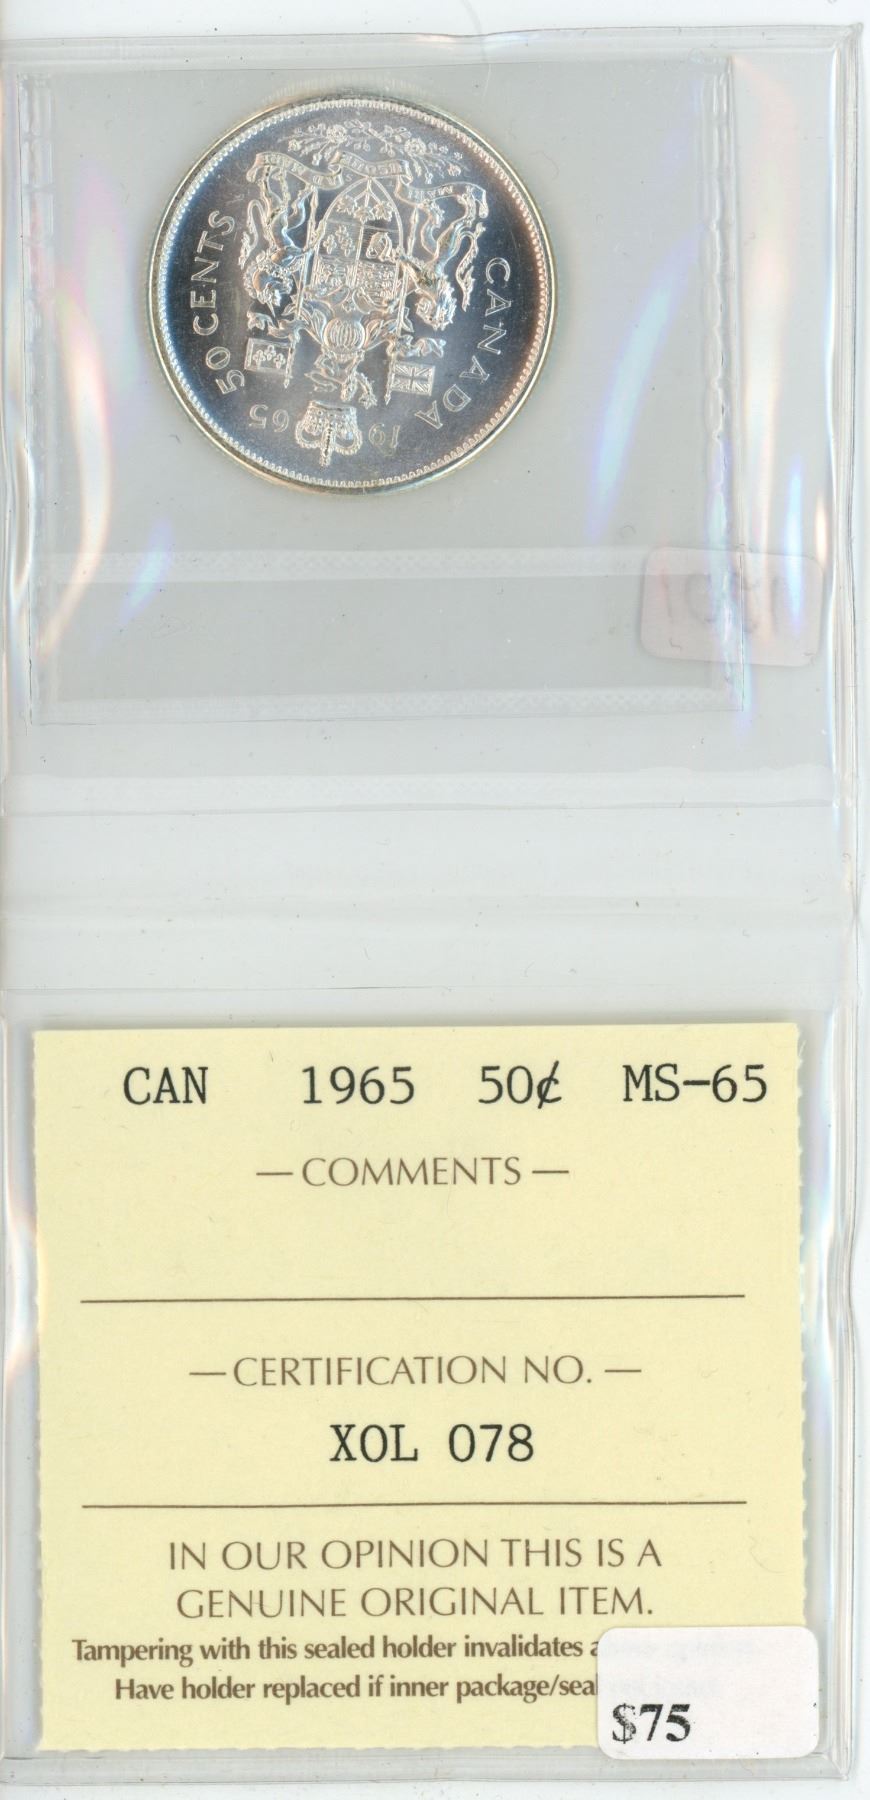 50 CENTS
CANADA
1965
CAN 1965 50¢ MS-65
— COMMENTS —
— CERTIFICATION NO. —
XOL 078
IN OUR OPINION THIS IS A
GENUINE ORIGINAL ITEM.
Tampering with this sealed holder invalidates
Have holder replaced if inner package/seal
$75